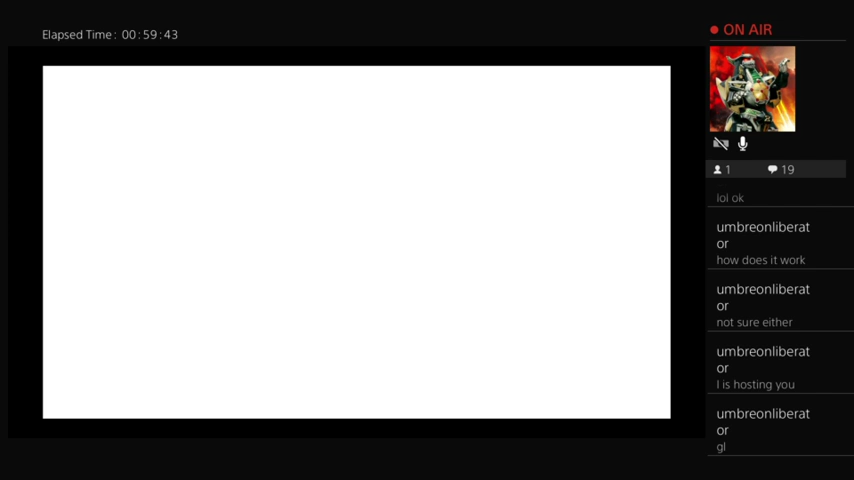 Elapsed Time: 00:59:43
ON AIR
1 19
lol ok
umbreonliberat
or
how does it work
umbreonliberat
or
not sure either
umbreonliberat
or
I is hosting you
umbreonliberat
or
gl